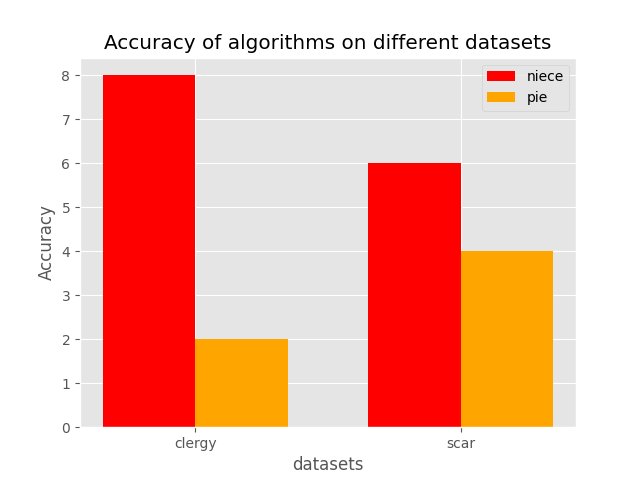 Accuracy of algorithms on different datasets
niece
pie
8
7
6
5
4
3
2
1
0
Accuracy
clergy
scar
datasets